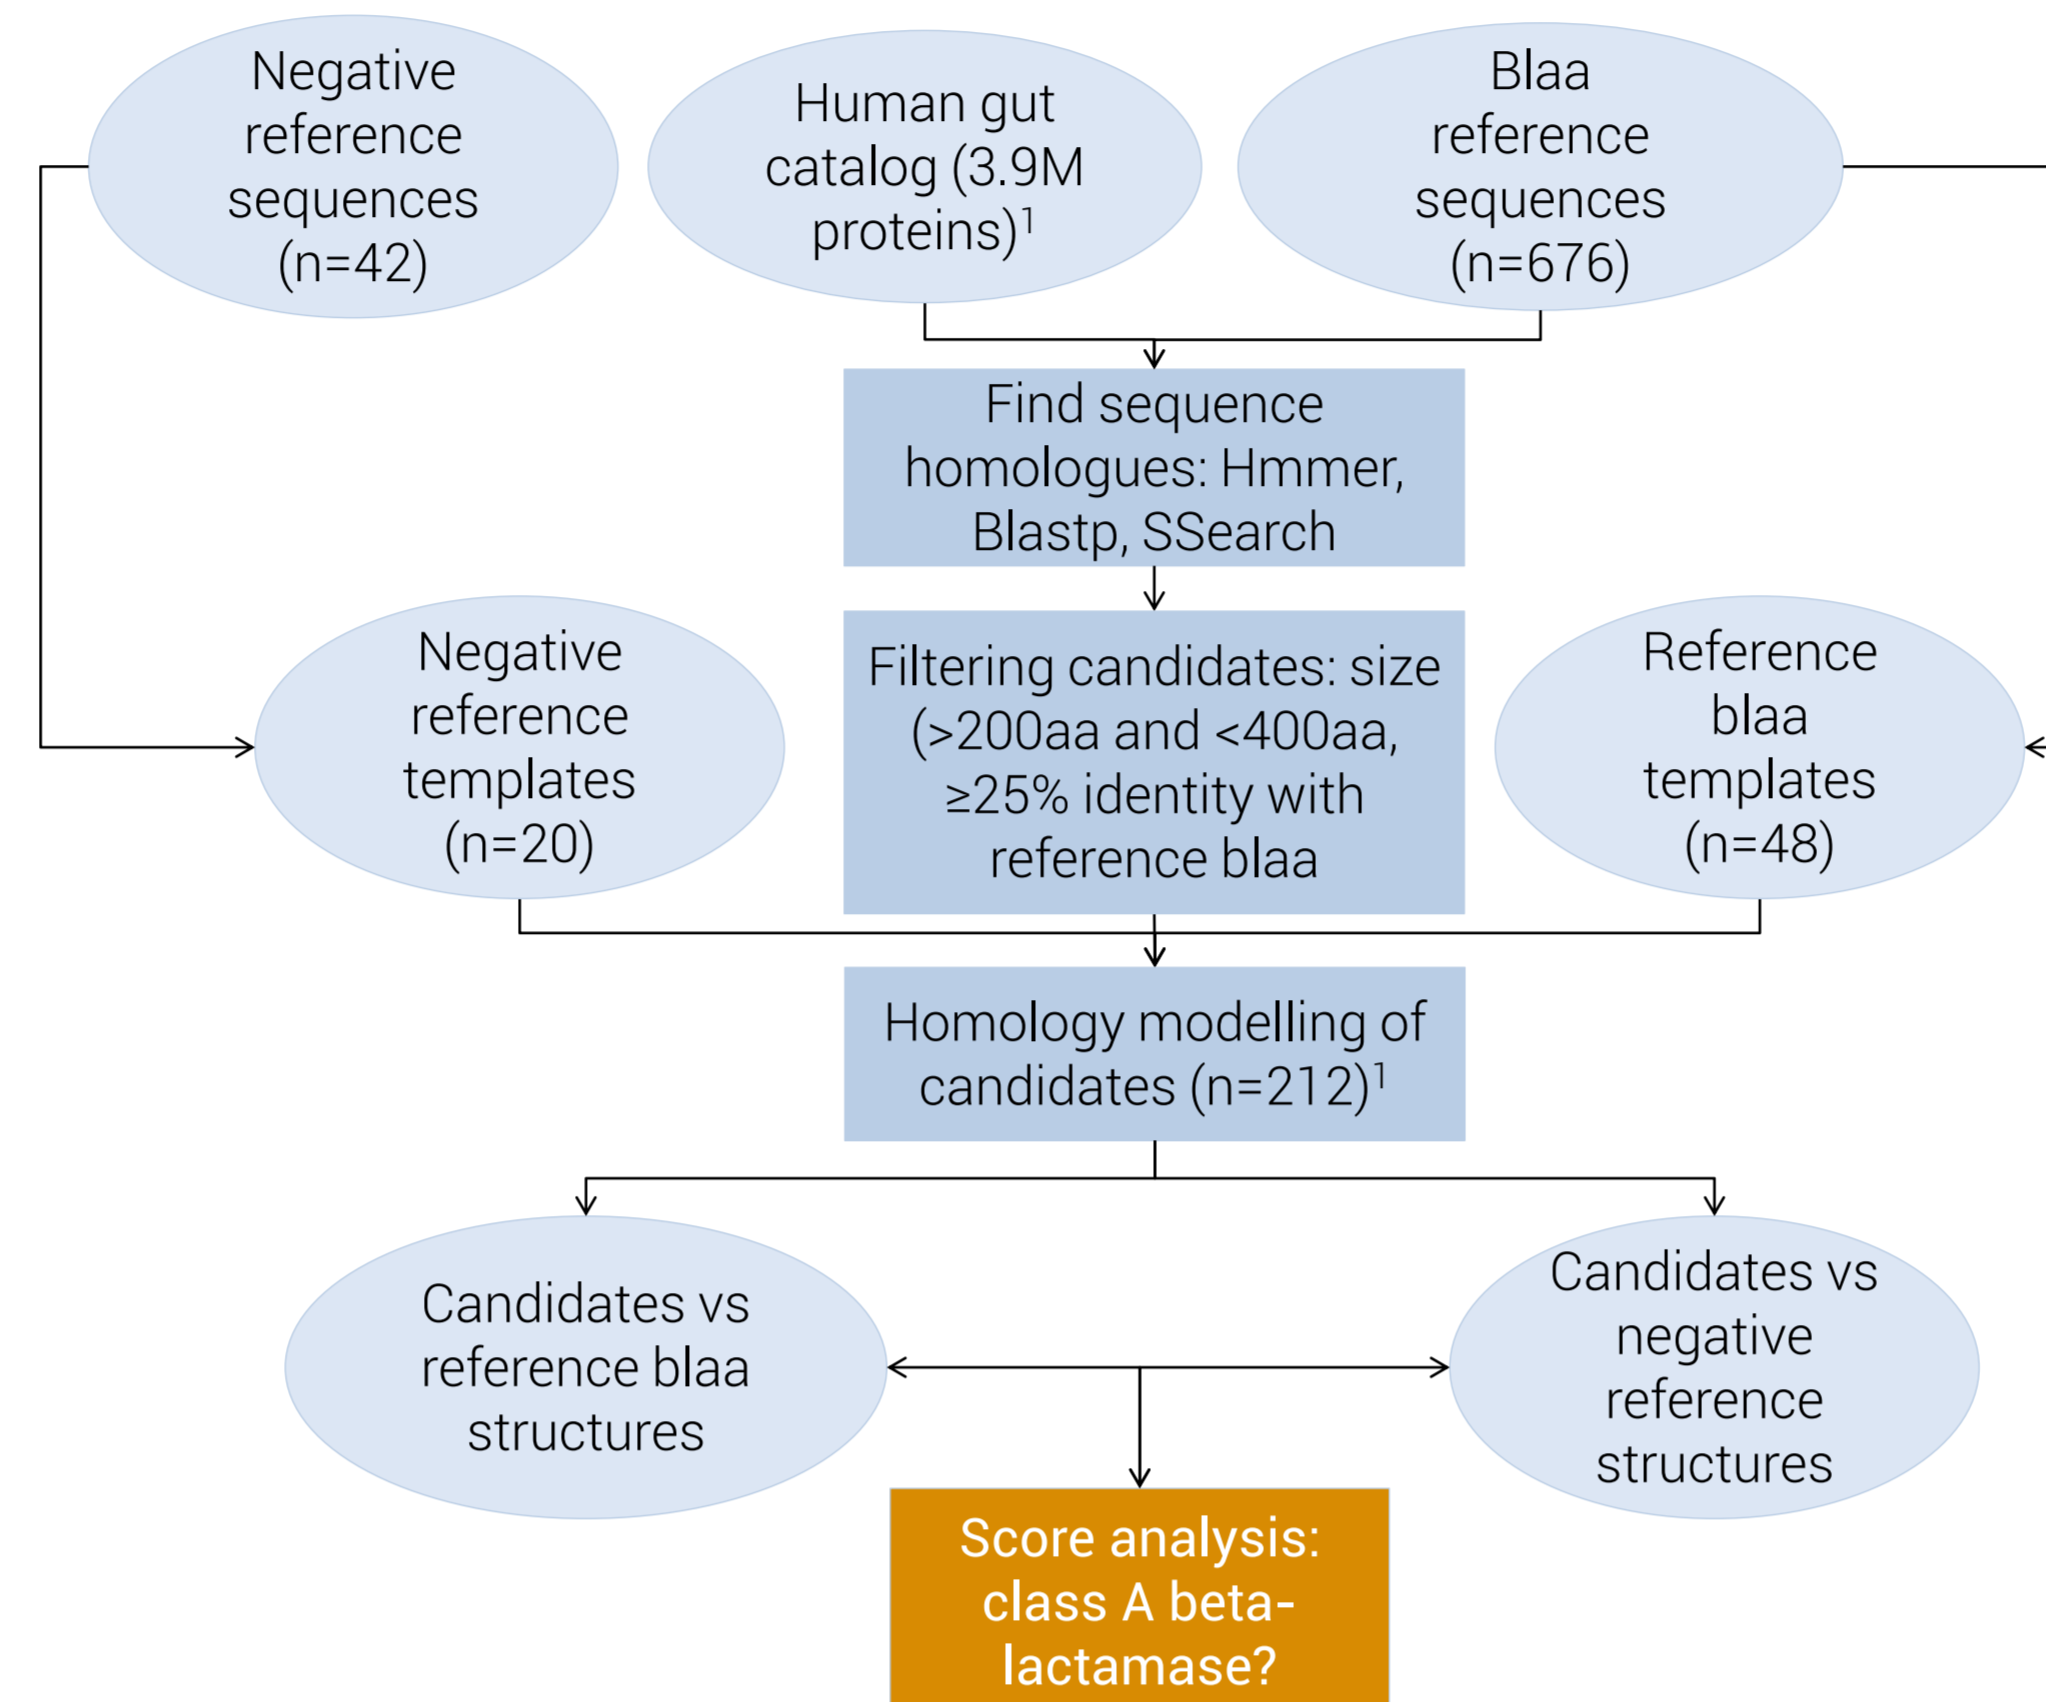 Negative
reference
sequences
(n=42)
Human gut
catalog (3.9M
proteins)¹
Blaa
reference
sequences
(n=676)
Find sequence
homologues: Hmmer,
Blastp, SSearch
Negative
reference
templates
(n=20)
Filtering candidates: size
(>200aa and <400aa,
≥25% identity with
reference blaa
Reference
blaa
templates
(n=48)
Homology modelling of
candidates (n=212)¹
Candidates vs
reference blaa
structures
Candidates vs
negative
reference
structures
Score analysis:
class A beta-
lactamase?